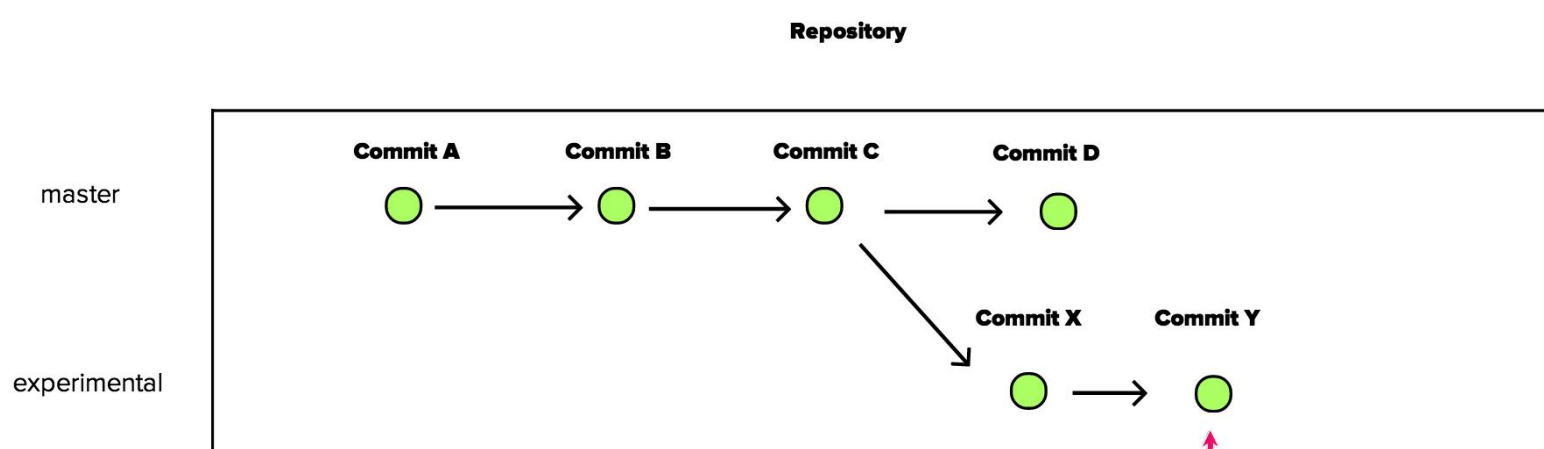 Repository
Commit A
Commit B
Commit C
Commit D
master
Commit X
Commit Y
experimental